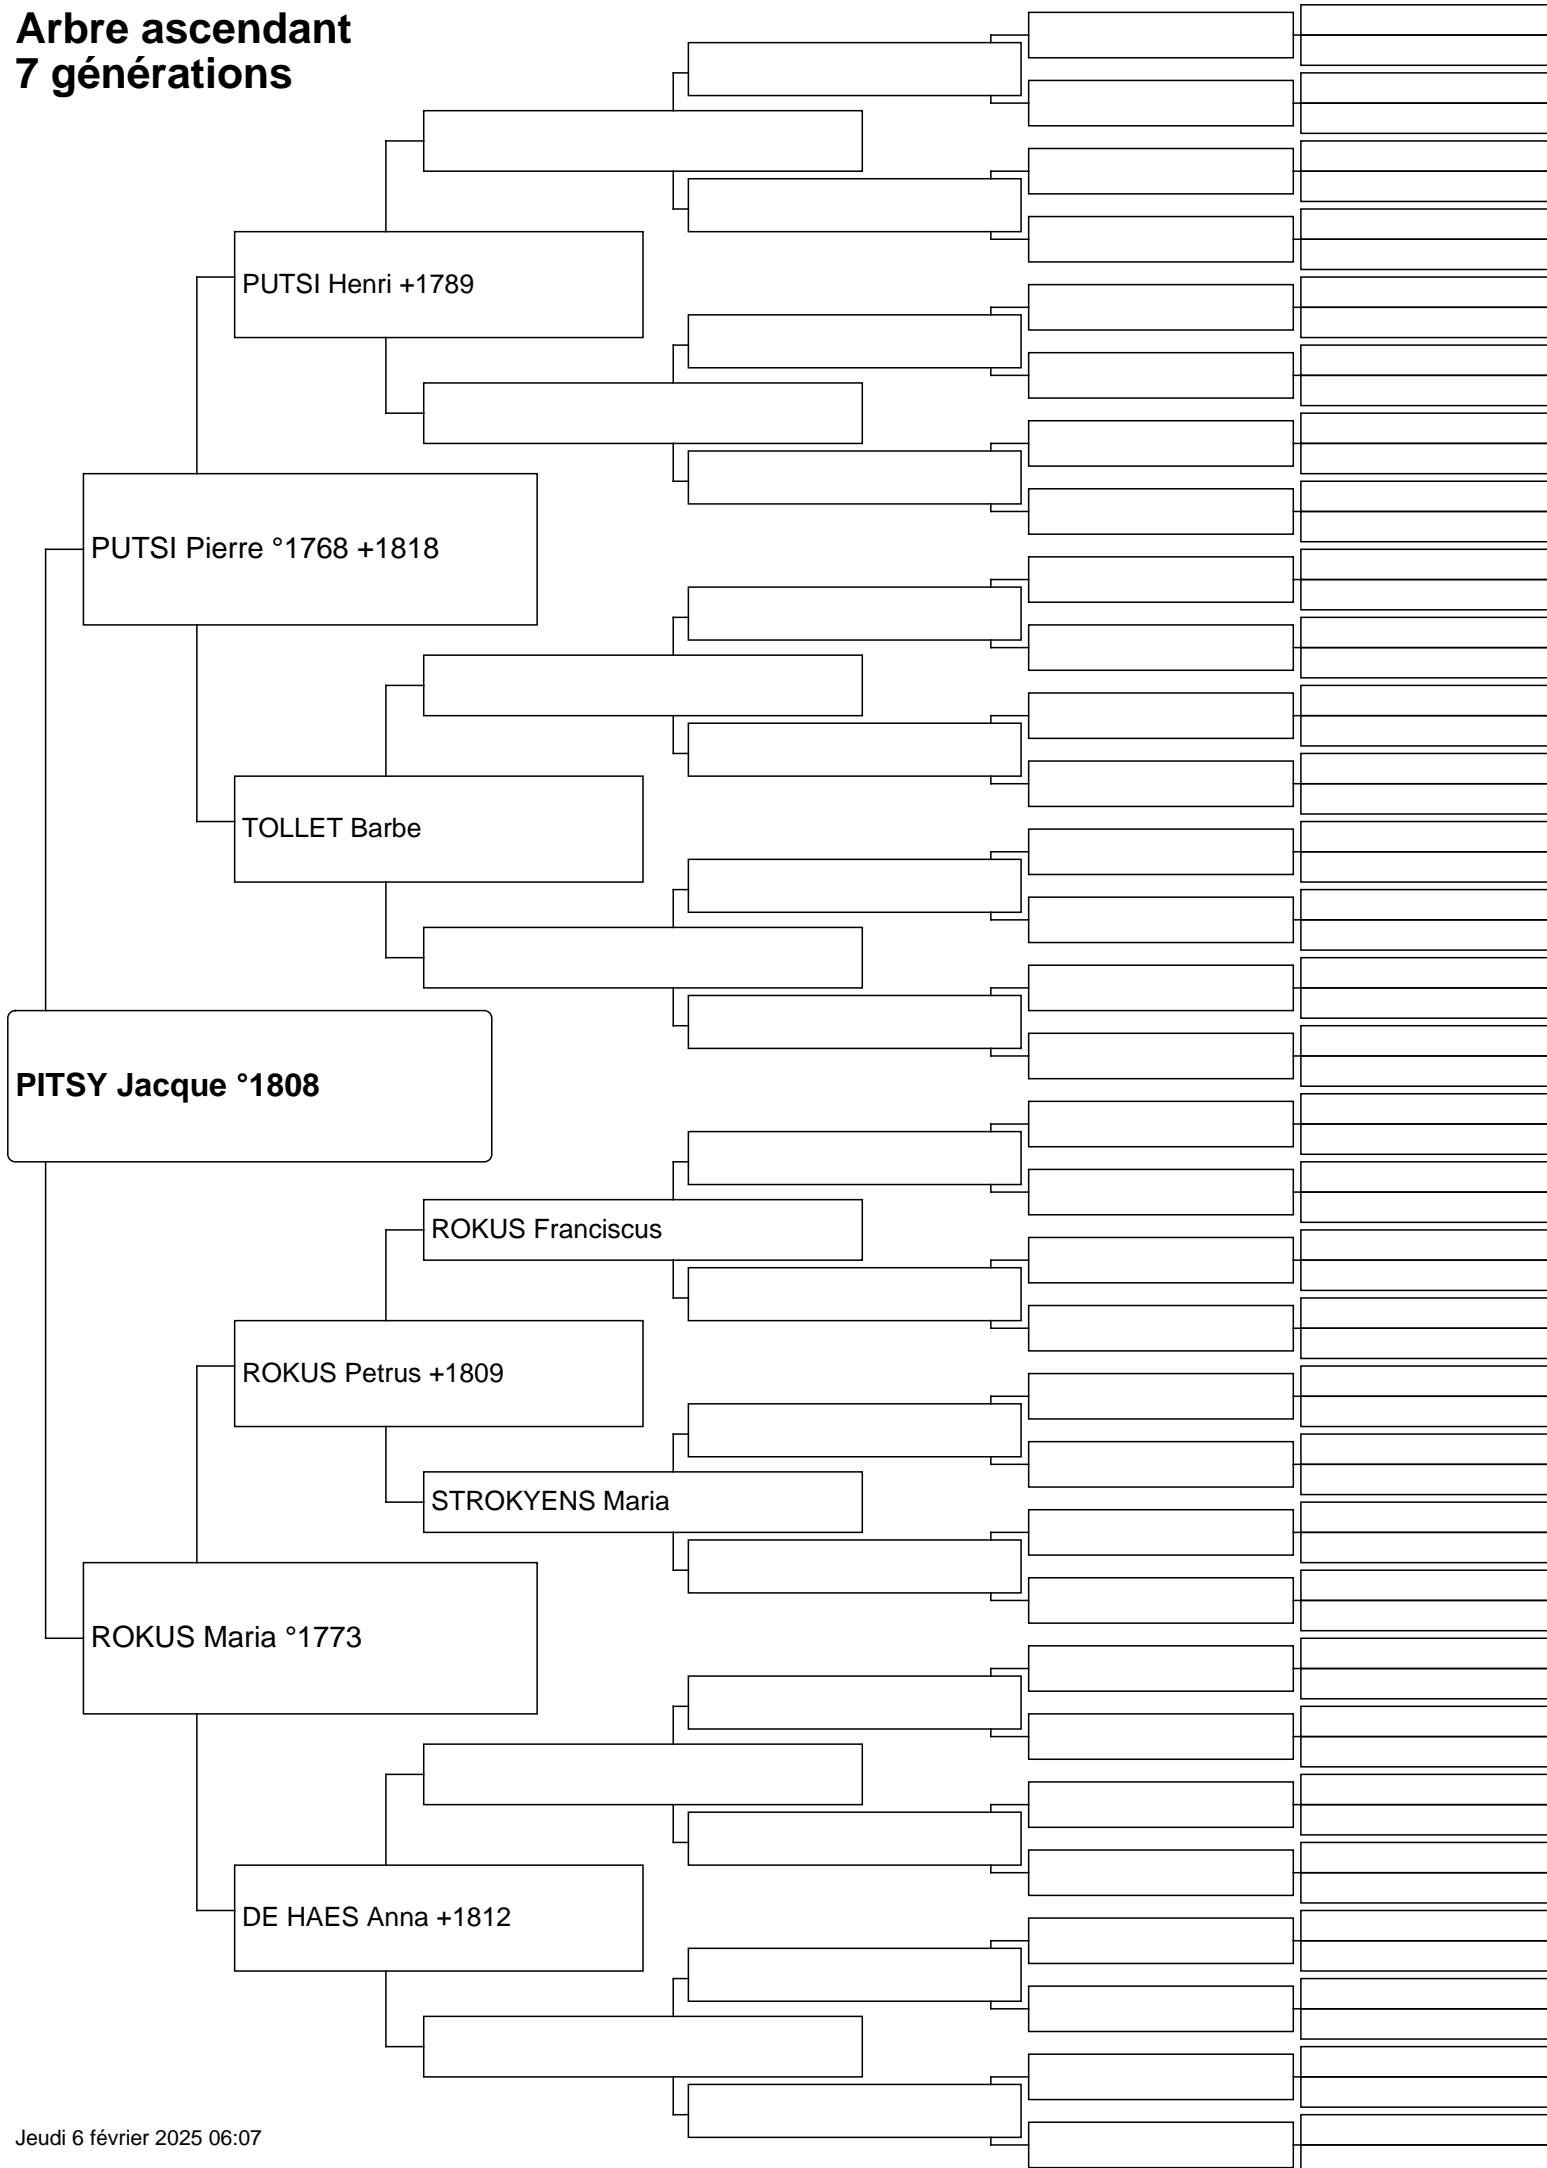 Arbre ascendant
7 générations
PUTSI Henri +1789
PUTSI Pierre °1768 +1818
TOLLET Barbe
PITSY Jacque °1808
ROKUS Franciscus
ROKUS Petrus +1809
STROKYENS Maria
ROKUS Maria °1773
DE HAES Anna +1812
Jeudi 6 février 2025 06:07